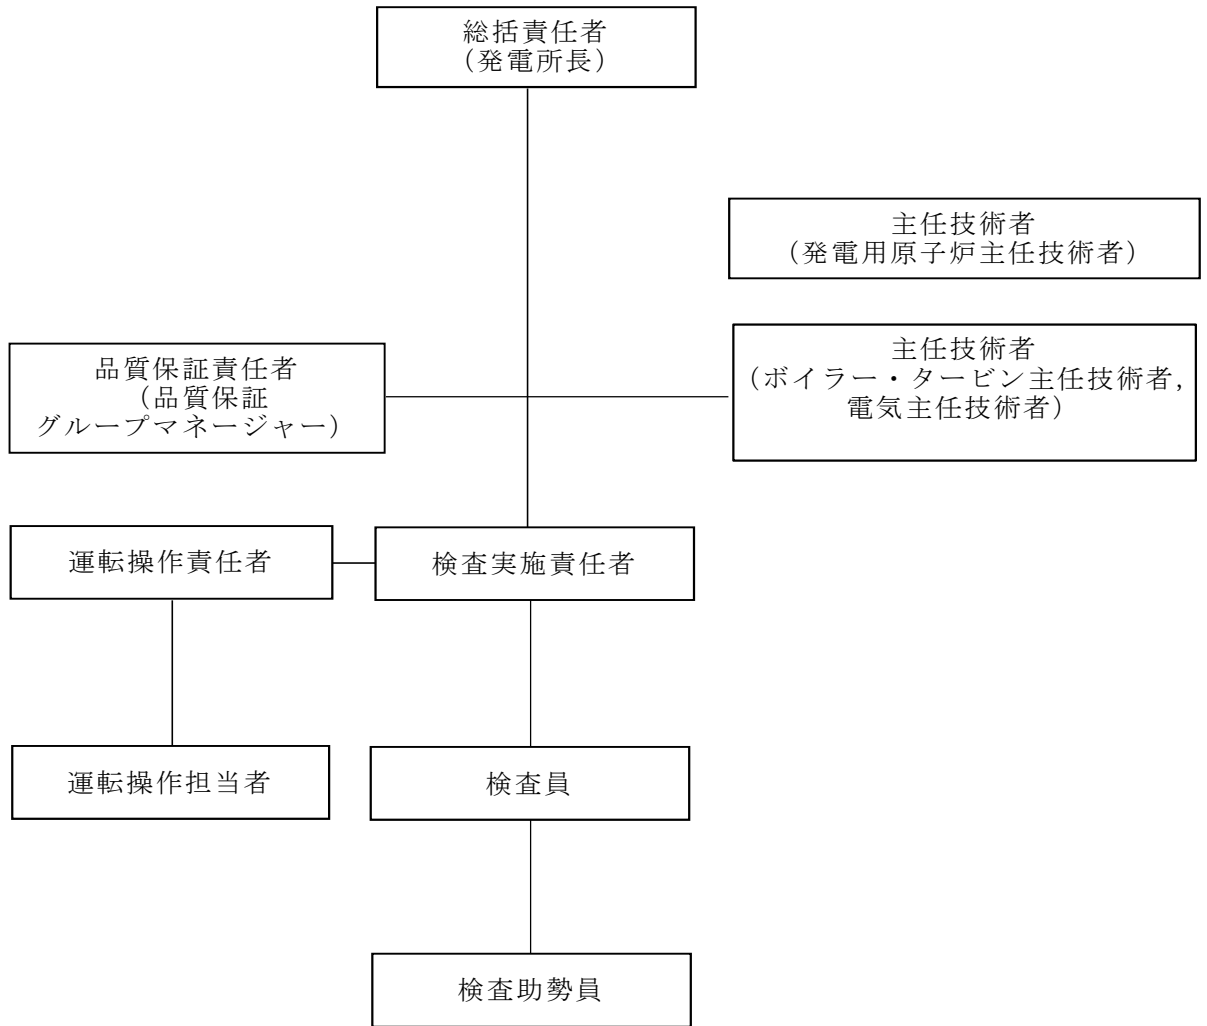 総括責任者
（発電所長）
主任技術者
（発電用原子炉主任技術者）
主任技術者
（ボイラー・タービン主任技術者，
電気主任技術者）
品質保証責任者
（品質保証
グループマネージャー）
運転操作責任者
検査実施責任者
運転操作担当者
検査員
検査助勢員